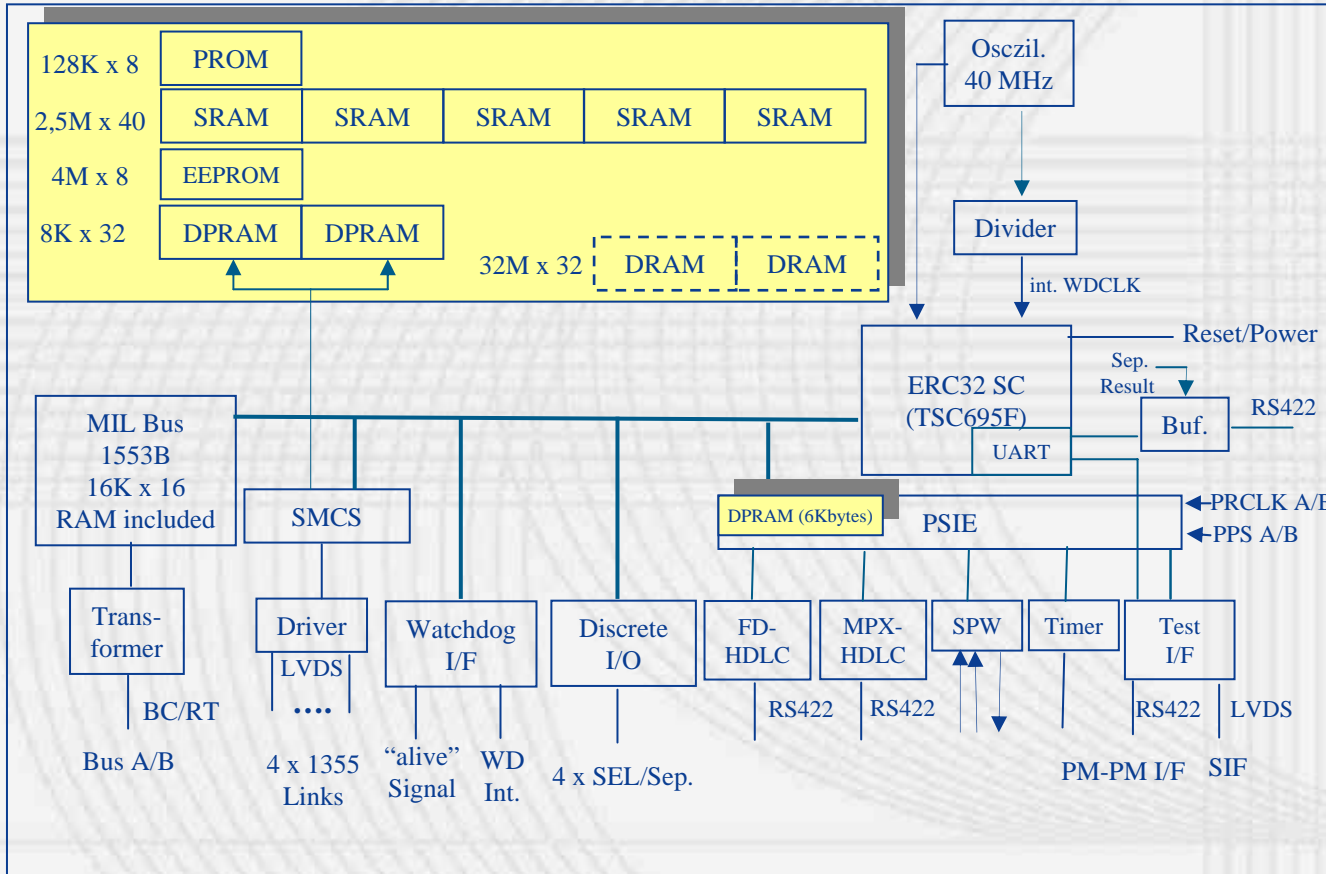 128K x 8
PROM
2,5M x 40
SRAM
SRAM
SRAM
SRAM
SRAM
4M x 8
EEPROM
8K x 32
DPRAM
DPRAM
32M x 32
DRAM
DRAM
Osczil.
40 MHz
Divider
int. WDCLK
ERC32 SC
(TSC695F)
UART
Reset/Power
Sep.
Result
Buf.
RS422
MIL Bus
1553B
16K x 16
RAM included
SMCS
DPRAM (6Kbytes)
PSIE
PRCLK A/B
PPS A/B
Trans-
former
BC/RT
Bus A/B
Driver
LVDS
....
4 x 1355
Links
Watchdog
I/F
“alive”
Signal
WD
Int.
Discrete
I/O
4 x SEL/Sep.
FD-
HDLC
RS422
MPX-
HDLC
RS422
SPW
Timer
Test
I/F
RS422
LVDS
PM-PM I/F
SIF